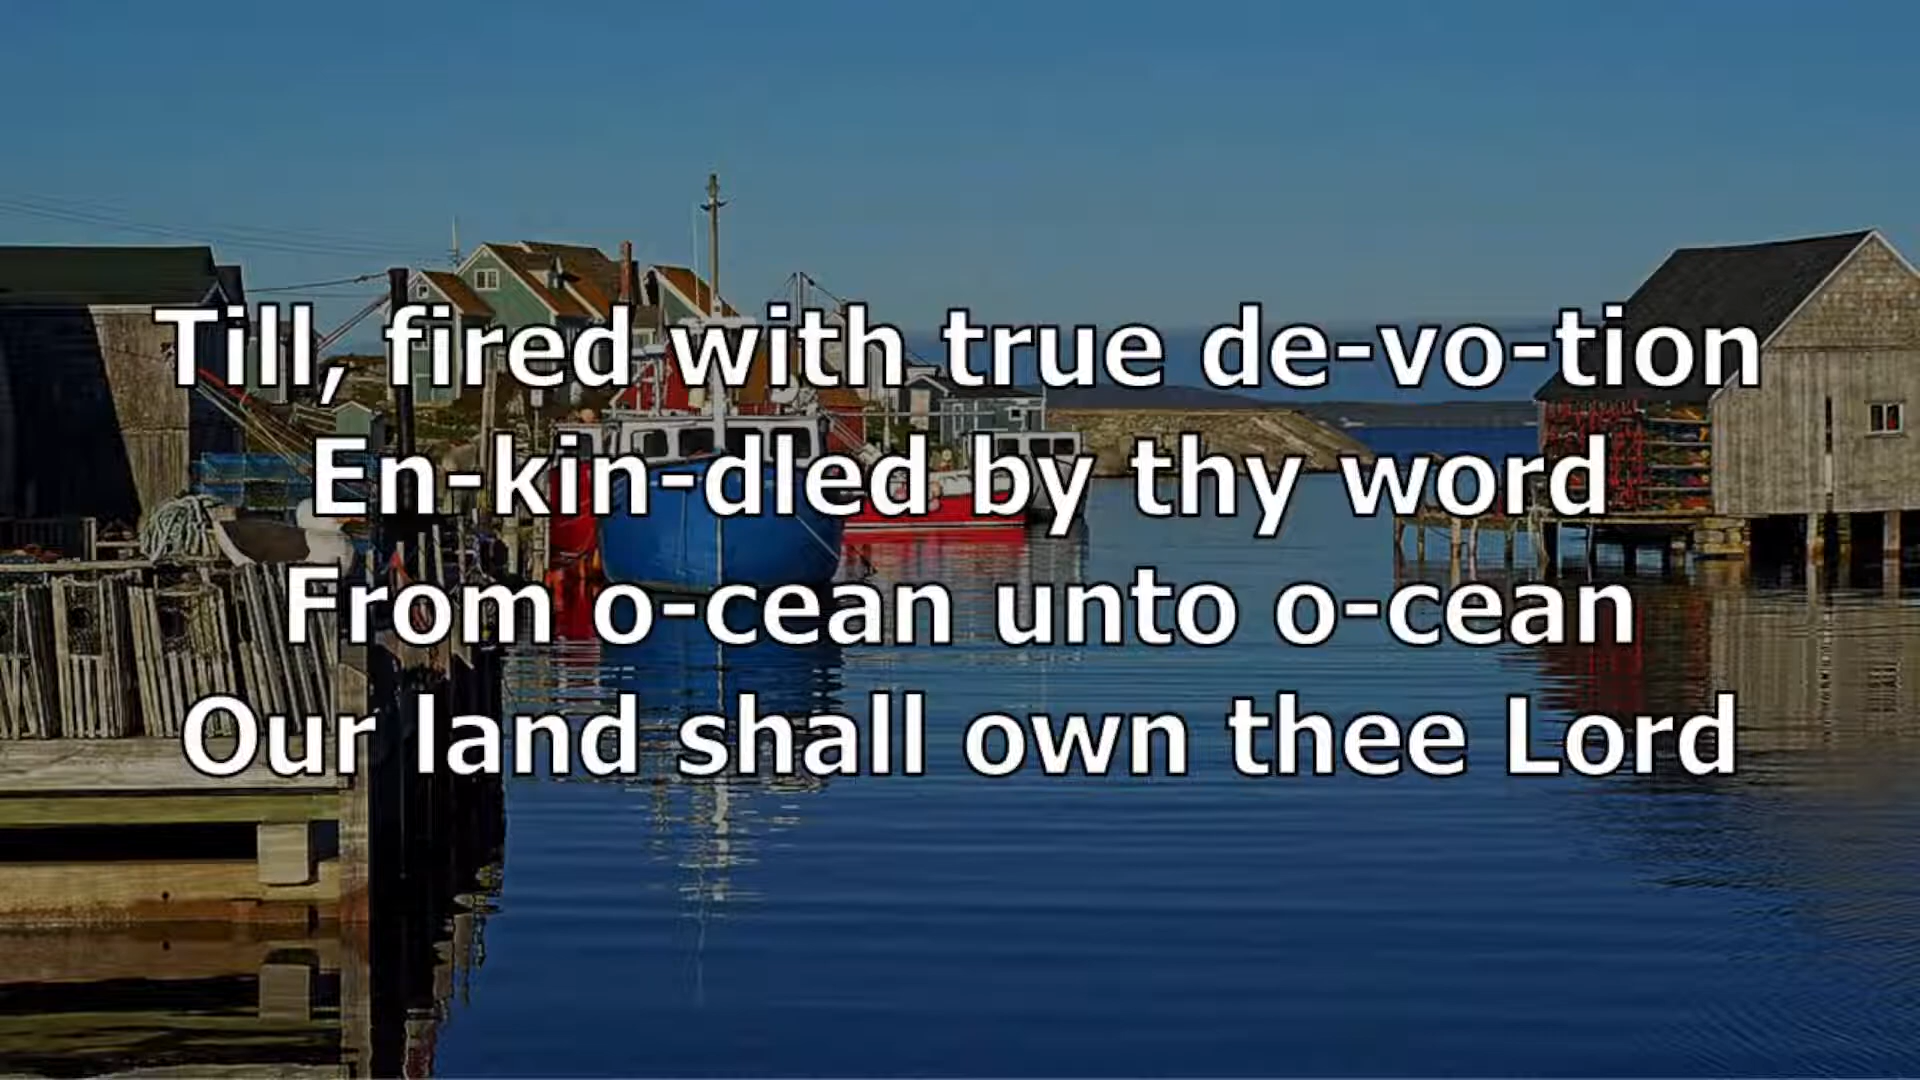 Till, fired with true de-vo-tion
En-kin-dled by thy word
From o-cean unto o-cean
Our land shall own thee Lord